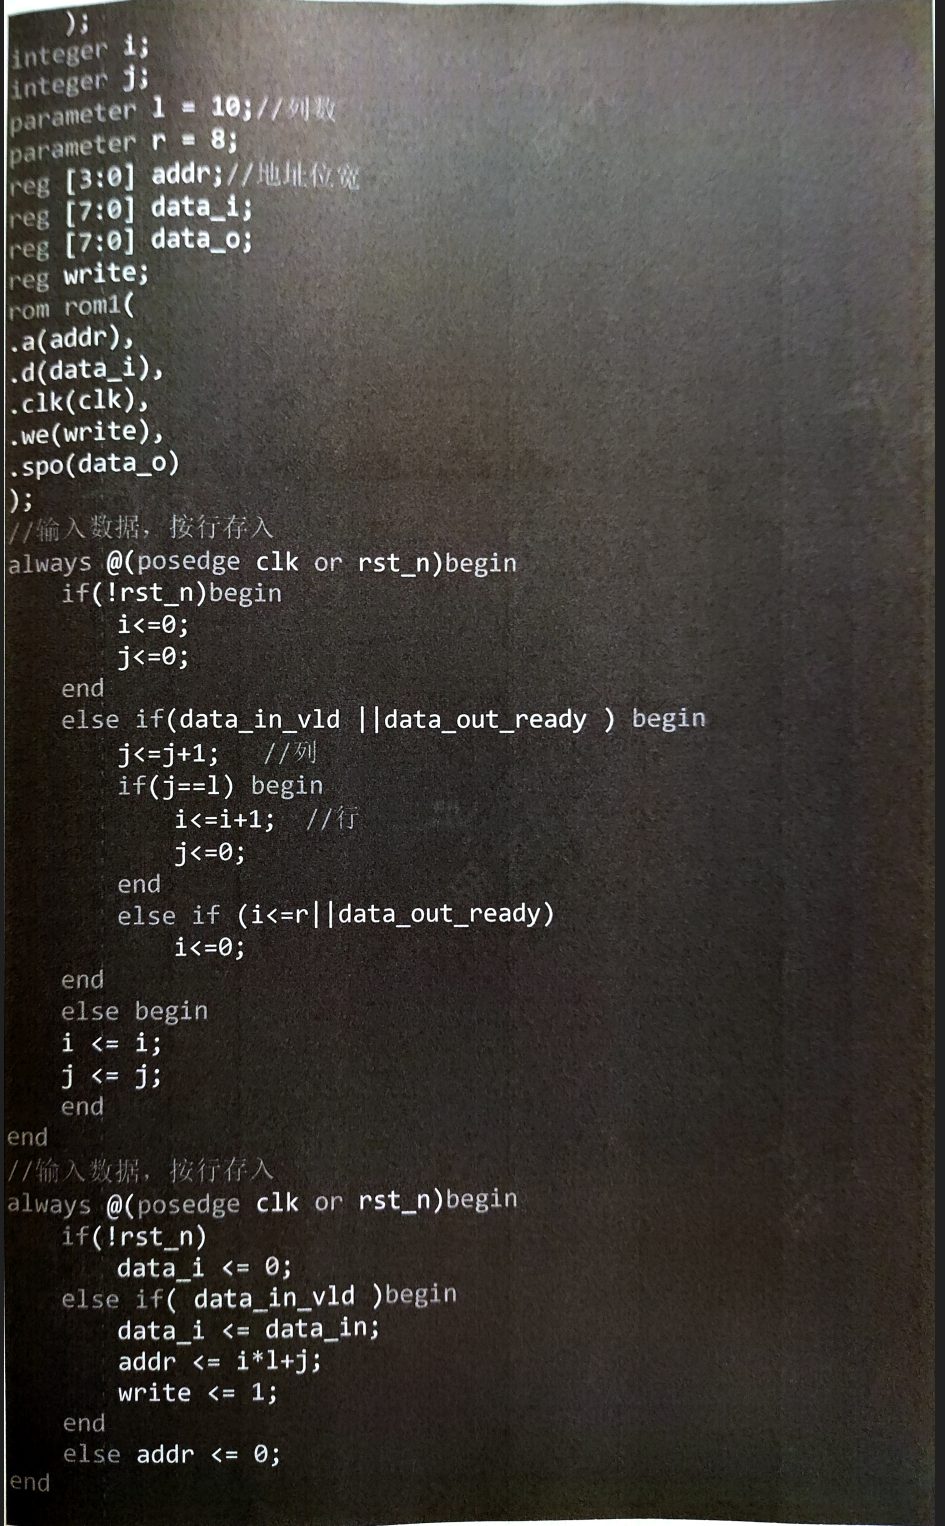 );
integer i;
integer j;
parameter l = 10;//列数
parameter r = 8;
reg [3:0] addr;//地址位宽
reg [7:0] data_i;
reg [7:0] data_o;
reg write;
rom rom1(
.a(addr),
.d(data_i),
.clk(clk),
.we(write),
.spo(data_o)
);
//输入数据，按行存入
always @(posedge clk or rst_n)begin
if(!rst_n)begin
i<=0;
j<=0;
end
else if(data_in_vld ||data_out_ready ) begin
j<=j+1; //列
if(j==l) begin
i<=i+1; //行
j<=0;
end
else if (i<=r||data_out_ready)
i<=0;
end
else begin
i <= i;
j <= j;
end
end
//输入数据，按行存入
always @(posedge clk or rst_n)begin
if(!rst_n)
data_i <= 0;
else if( data_in_vld )begin
data_i <= data_in;
addr <= i*l+j;
write <= 1;
end
else addr <= 0;
end